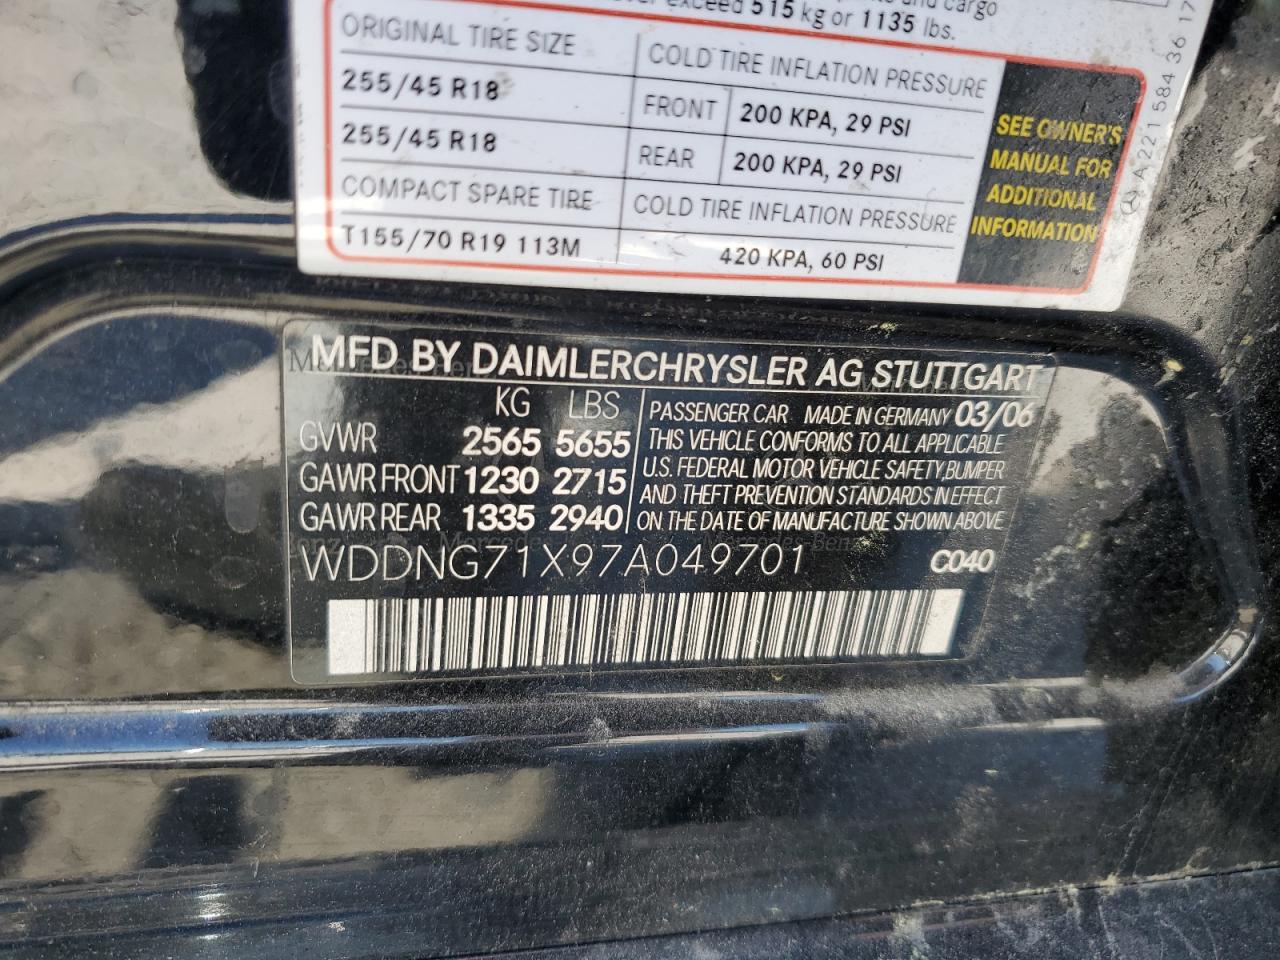 exceed 515 kg or 1135 lbs.
ORIGINAL TIRE SIZE COLD TIRE INFLATION PRESSURE
255/45 R18 FRONT 200 KPA, 29 PSI
255/45 R18 REAR 200 KPA, 29 PSI
COMPACT SPARE TIRE COLD TIRE INFLATION PRESSURE
T155/70 R19 113M 420 KPA, 60 PSI
SEE OWNER'S
MANUAL FOR
ADDITIONAL
INFORMATION
A 221 584 36 17
MFD BY DAIMLERCHRYSLER AG STUTTGART
KG LBS
GVWR 2565 5655
GAWR FRONT 1230 2715
GAWR REAR 1335 2940
PASSENGER CAR MADE IN GERMANY 03/06
THIS VEHICLE CONFORMS TO ALL APPLICABLE
U.S. FEDERAL MOTOR VEHICLE SAFETY, BUMPER
AND THEFT PREVENTION STANDARDS IN EFFECT
ON THE DATE OF MANUFACTURE SHOWN ABOVE
WDDNG71X97A049701 C040